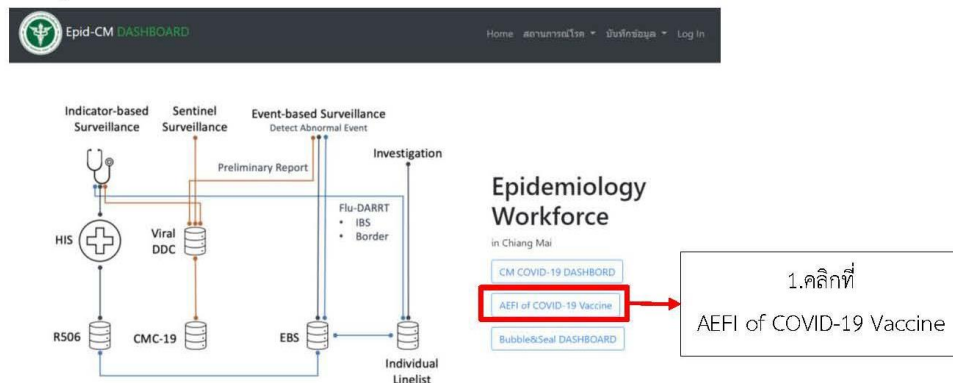 Epid-CM DASHBOARD
Home สถานการณ์โรค บันทึกข้อมูล Log In
Indicator-based
Surveillance
Sentinel
Surveillance
Event-based Surveillance
Detect Abnormal Event
Investigation
Preliminary Report
Flu-DARRT
• IBS
• Border
HIS
Viral
DDC
R506
CMC-19
EBS
Individual
Linelist
Epidemiology
Workforce
in Chiang Mai
CM COVID-19 DASHBORD
AEFI of COVID-19 Vaccine
Bubble&Seal DASHBOARD
1.คลิกที่
AEFI of COVID-19 Vaccine